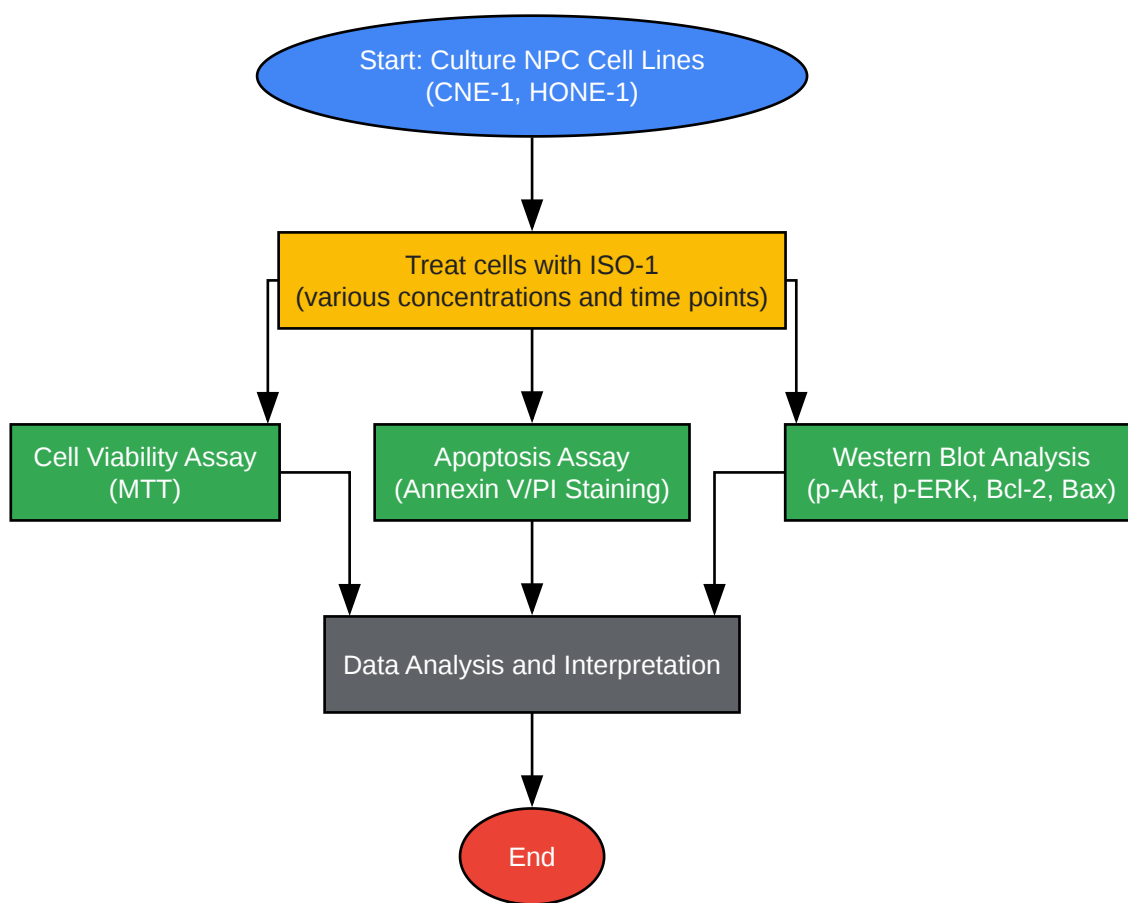 Start: Culture NPC Cell Lines
(CNE-1, HONE-1)
Treat cells with ISO-1
(various concentrations and time points)
Cell Viability Assay
(MTT)
Apoptosis Assay
(Annexin V/PI Staining)
Western Blot Analysis
(p-Akt, p-ERK, Bcl-2, Bax)
Data Analysis and Interpretation
End